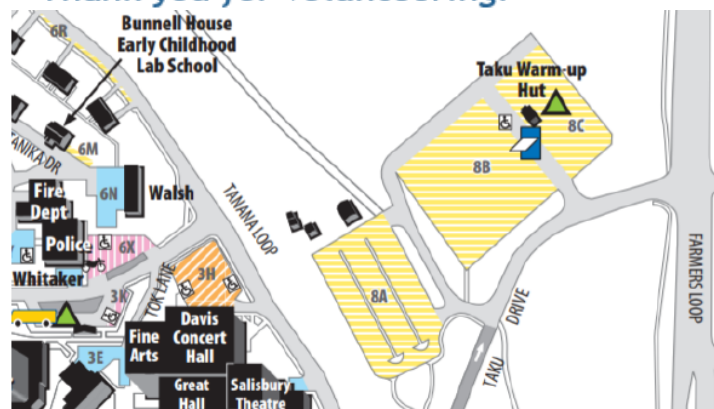 Bunnell House
Early Childhood
Lab School
6R
Taku Warm-up
Hut
8C
8B
6M
6N
Walsh
Fire
Dept
Police
6X
Whitaker
TANANA LOOP
TOK LANE
3H
3K
8A
FARMERS LOOP
TAKU DRIVE
3E
Fine
Arts
Davis
Concert
Hall
Great
Hall
Salisbury
Theatre